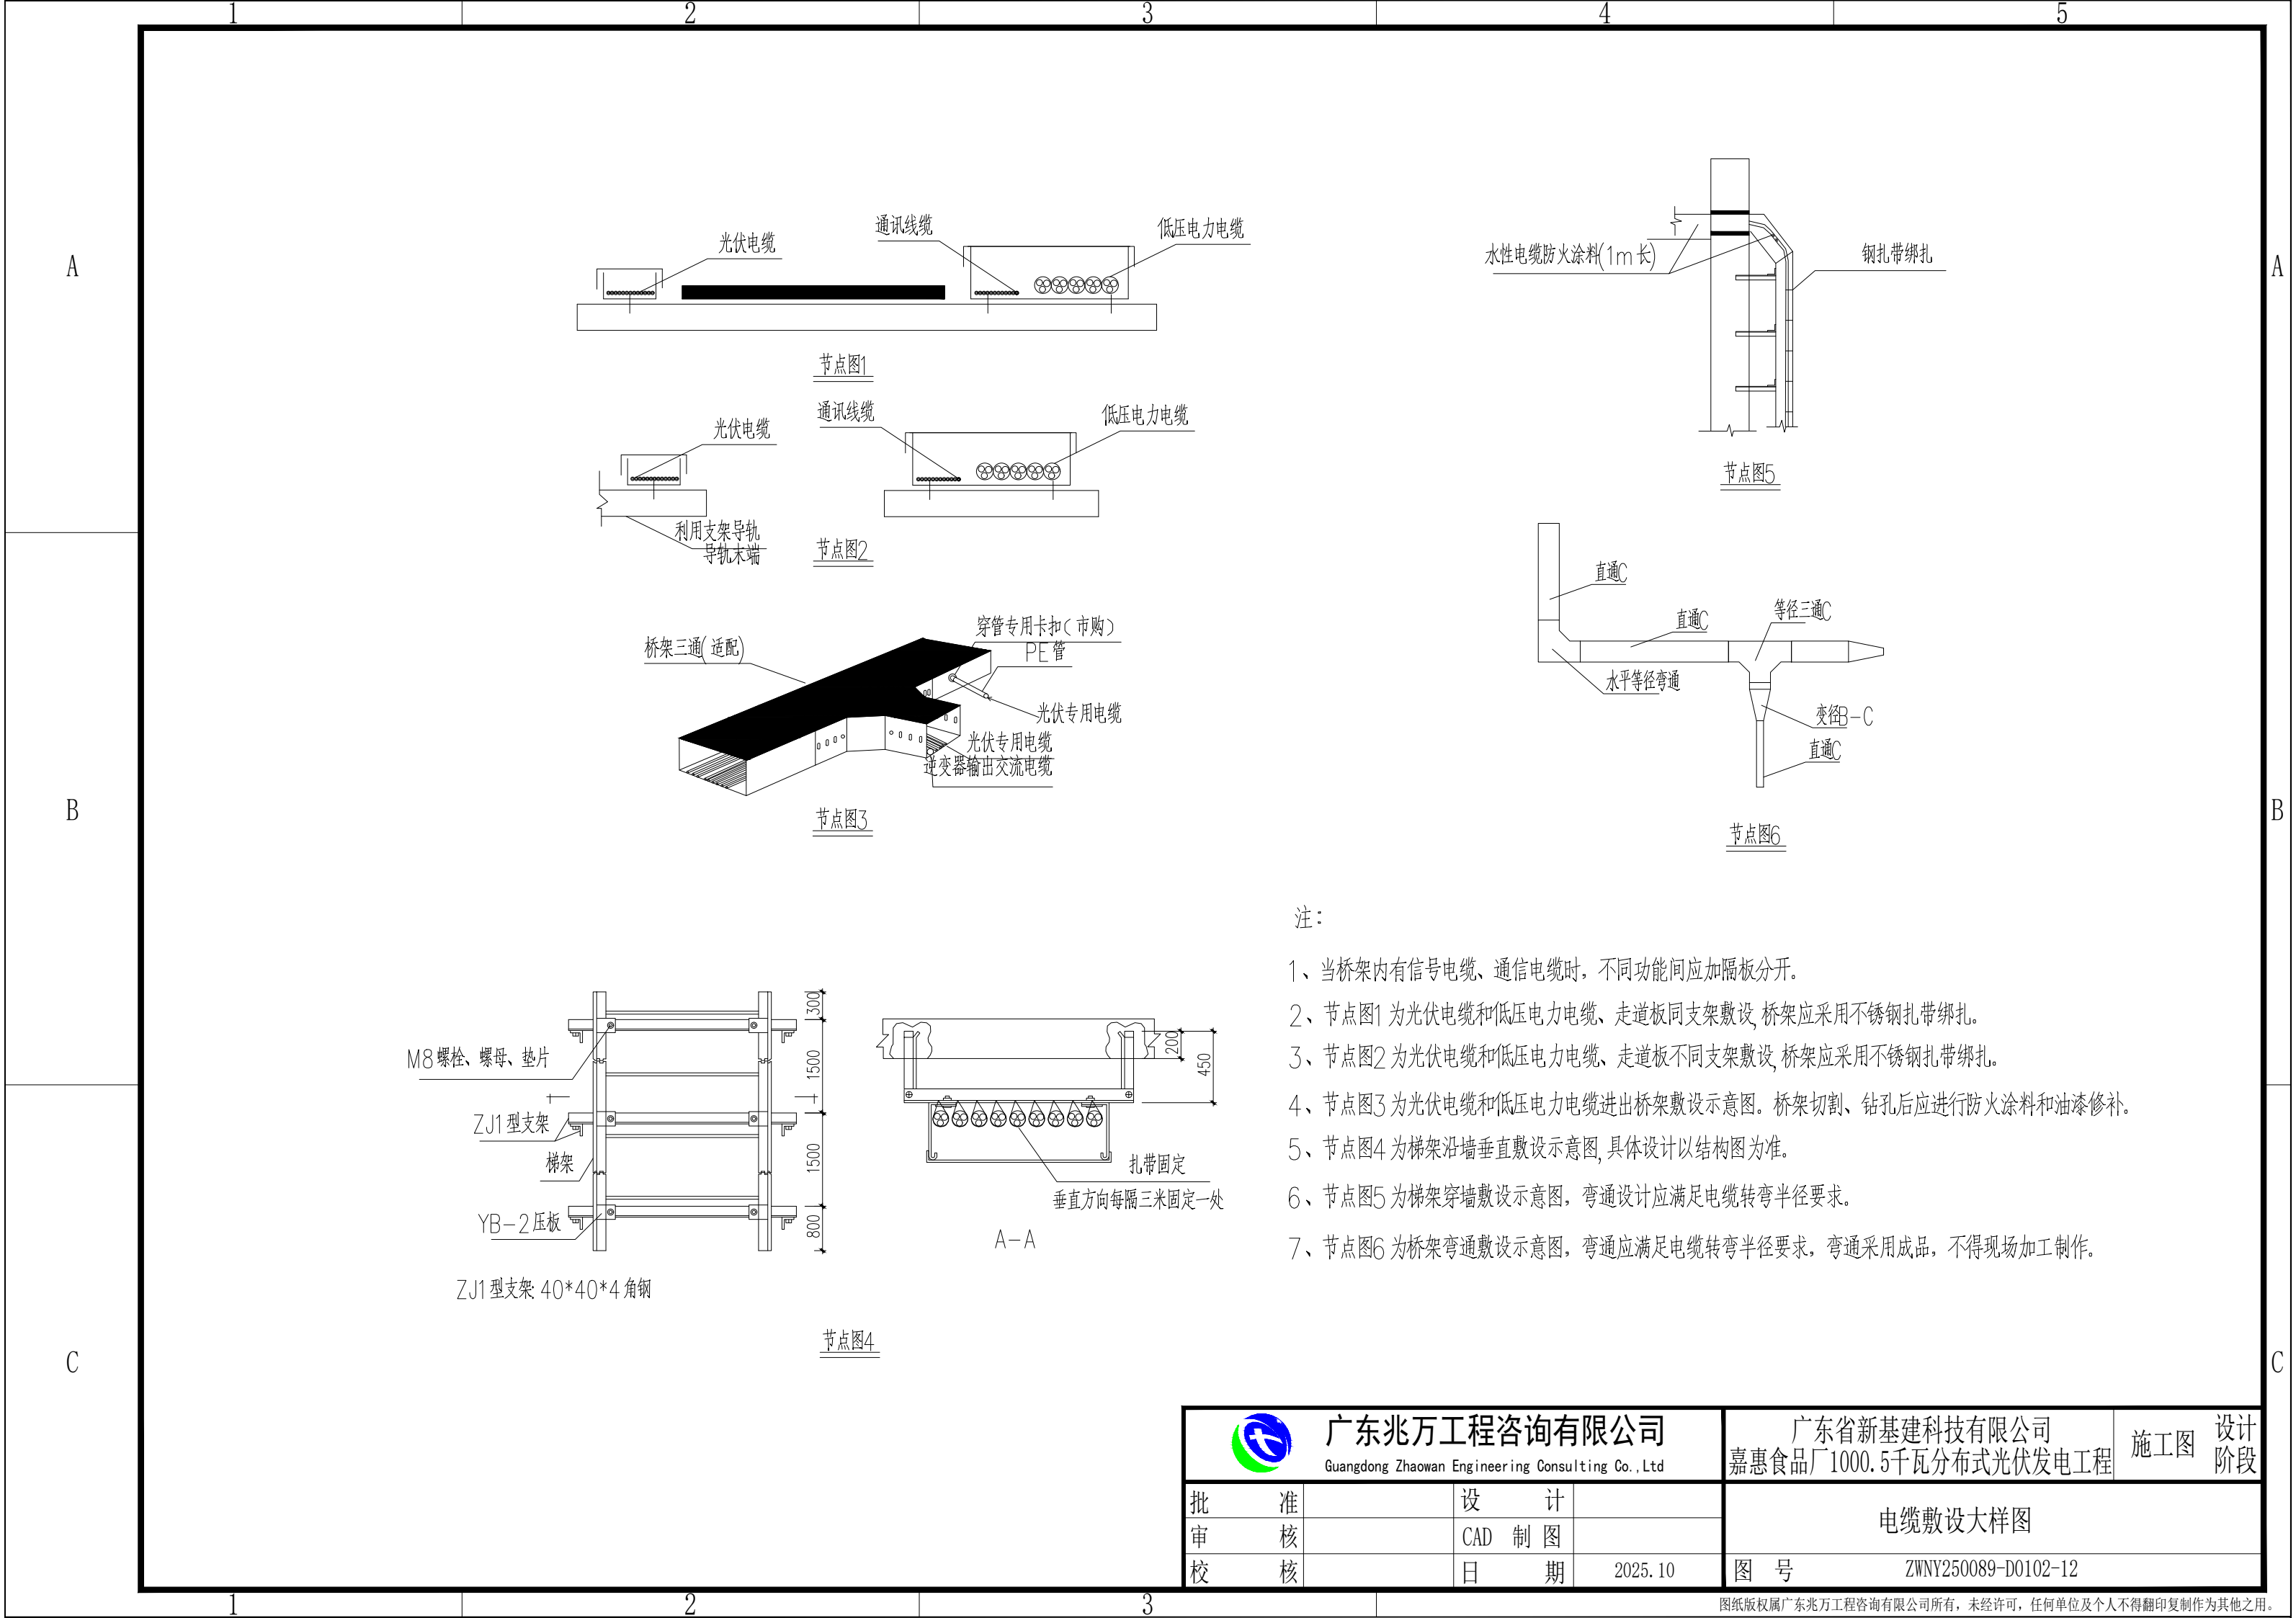 1 2 3 4 5
A A
B B
C C
光伏电缆
通讯线缆
低压电力电缆
节点图1
光伏电缆
通讯线缆
低压电力电缆
利用支架导轨
导轨末端
节点图2
桥架三通(适配)
穿管专用卡扣(市购)
PE管
光伏专用电缆
光伏专用电缆
逆变器输出交流电缆
节点图3
水性电缆防火涂料(1m长)
钢扎带绑扎
节点图5
直通C
直通C
等径三通C
水平等径弯通
变径B-C
直通C
节点图6
M8螺栓、螺母、垫片
ZJ1型支架
梯架
YB-2压板
300
1500
1500
800
ZJ1型支架: 40*40*4角钢
200
450
扎带固定
垂直方向每隔三米固定一处
A-A
节点图4
注：
1、当桥架内有信号电缆、通信电缆时，不同功能间应加隔板分开。
2、节点图1为光伏电缆和低压电力电缆、走道板同支架敷设,桥架应采用不锈钢扎带绑扎。
3、节点图2为光伏电缆和低压电力电缆、走道板不同支架敷设,桥架应采用不锈钢扎带绑扎。
4、节点图3为光伏电缆和低压电力电缆进出桥架敷设示意图。桥架切割、钻孔后应进行防火涂料和油漆修补。
5、节点图4为梯架沿墙垂直敷设示意图,具体设计以结构图为准。
6、节点图5为梯架穿墙敷设示意图，弯通设计应满足电缆转弯半径要求。
7、节点图6为桥架弯通敷设示意图，弯通应满足电缆转弯半径要求，弯通采用成品，不得现场加工制作。
广东兆万工程咨询有限公司
Guangdong Zhaowan Engineering Consulting Co.,Ltd
广东省新基建科技有限公司
嘉惠食品厂1000.5千瓦分布式光伏发电工程
施工图
设计
阶段
批 准
设 计
审 核
CAD 制 图
校 核
日 期
2025.10
电缆敷设大样图
图 号
ZWNY250089-D0102-12
1 2 3
图纸版权属广东兆万工程咨询有限公司所有，未经许可，任何单位及个人不得翻印复制作为其他之用。